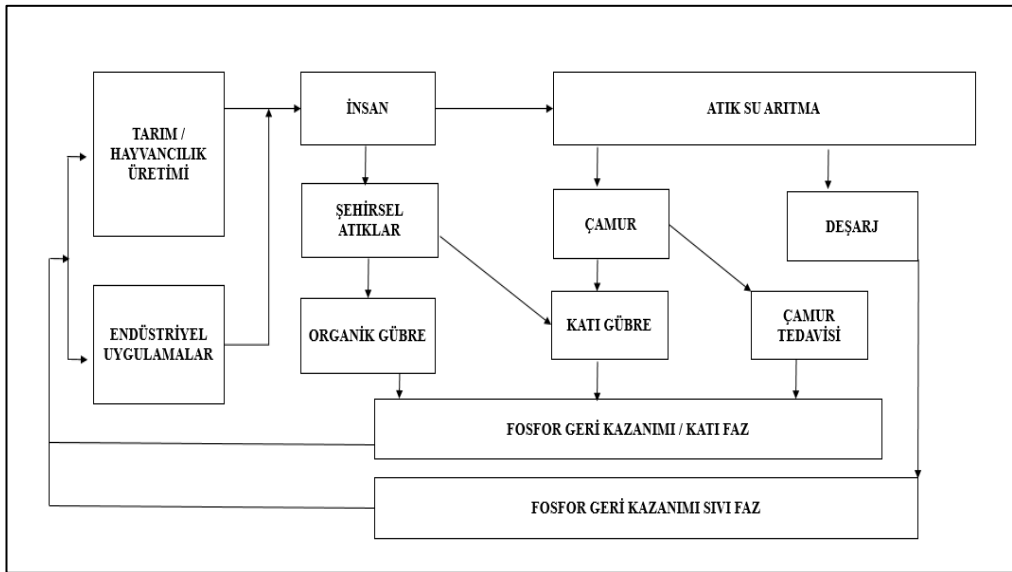 TARIM /
HAYVANCILIK
ÜRETİMİ
İNSAN
ATIK SU ARITMA
ŞEHİRSEL
ATIKLAR
ÇAMUR
DEŞARJ
ENDÜSTRİYEL
UYGULAMALAR
ORGANİK GÜBRE
KATI GÜBRE
ÇAMUR
TEDAVİSİ
FOSFOR GERİ KAZANIMI / KATI FAZ
FOSFOR GERİ KAZANIMI SIVI FAZ